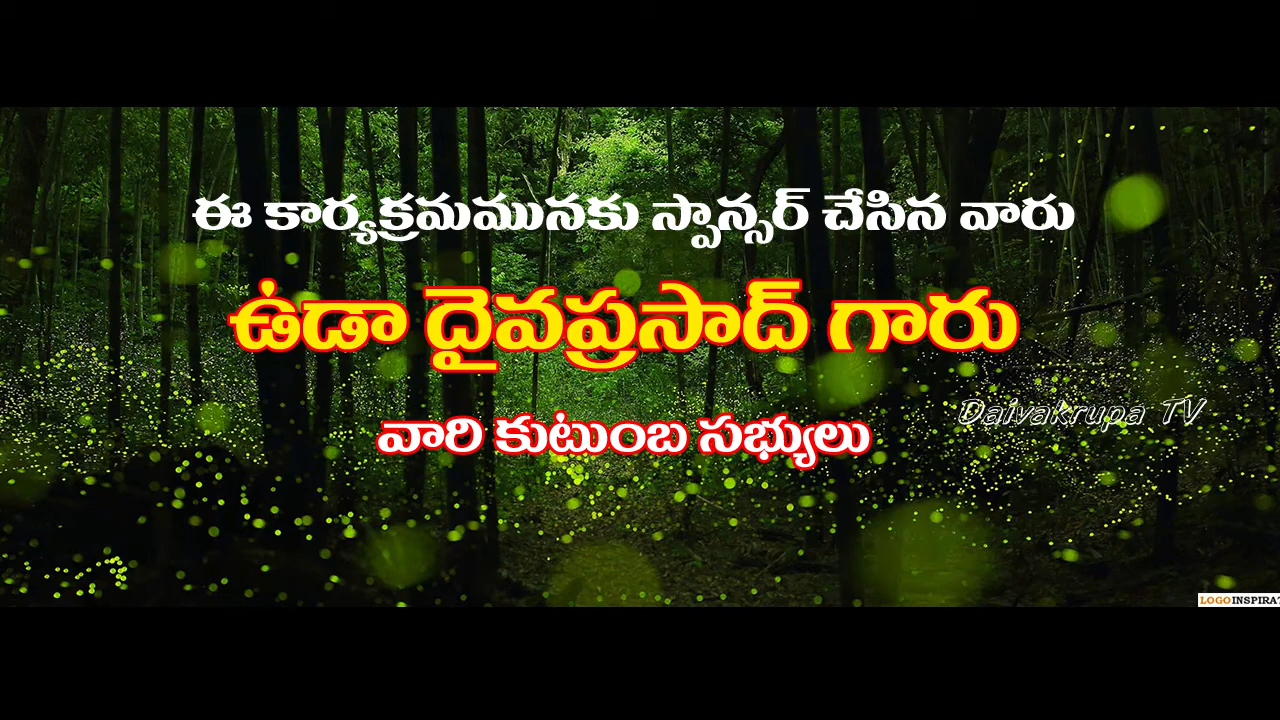 ఈ కార్యక్రమమునకు స్పాన్సర్ చేసిన వారు
ఉడా దైవప్రసాద్ గారు
Daivakrupa TV
వారి కుటుంబ సభ్యులు
LOGOINSPIRAT